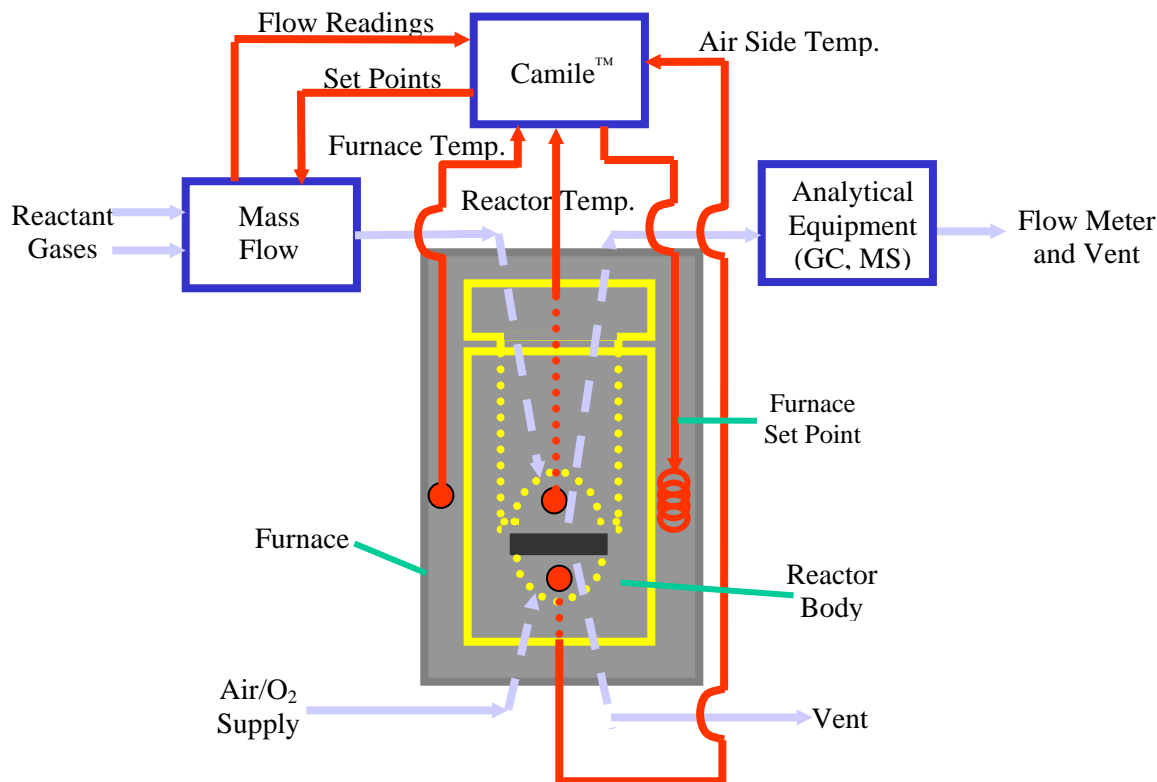 Flow Readings
Camile™
Air Side Temp.
Set Points
Furnace Temp.
Reactant
Gases
Mass
Flow
Reactor Temp.
Analytical
Equipment
(GC, MS)
Flow Meter
and Vent
Furnace
Set Point
Furnace
Reactor
Body
Air/O₂
Supply
Vent